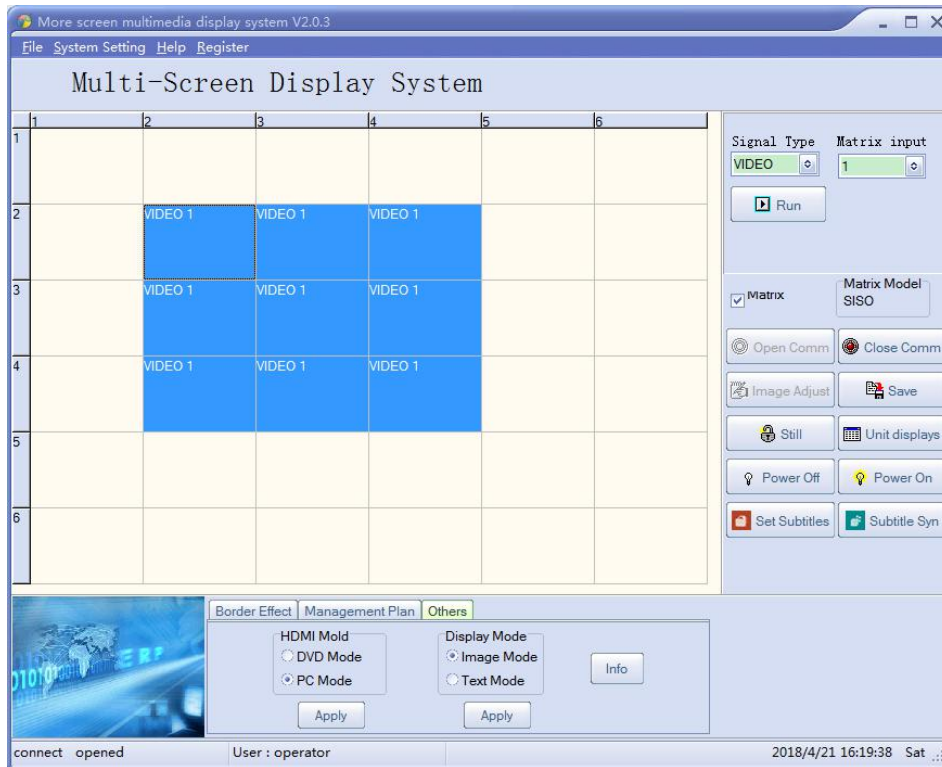 More screen multimedia display system V2.0.3
File System Setting Help Register
Multi-Screen Display System
1 2 3 4 5 6
1
2 VIDEO 1 VIDEO 1 VIDEO 1
3 VIDEO 1 VIDEO 1 VIDEO 1
4 VIDEO 1 VIDEO 1 VIDEO 1
5
6
Signal Type Matrix input
VIDEO 1
Run
Matrix Matrix Model
SISO
Open Comm Close Comm
Image Adjust Save
Still Unit displays
Power Off Power On
Set Subtitles Subtitle Syn
Border Effect Management Plan Others
HDMI Mold Display Mode
DVD Mode Image Mode
PC Mode Text Mode
Info
Apply Apply
ERP
connect opened User : operator 2018/4/21 16:19:38 Sat